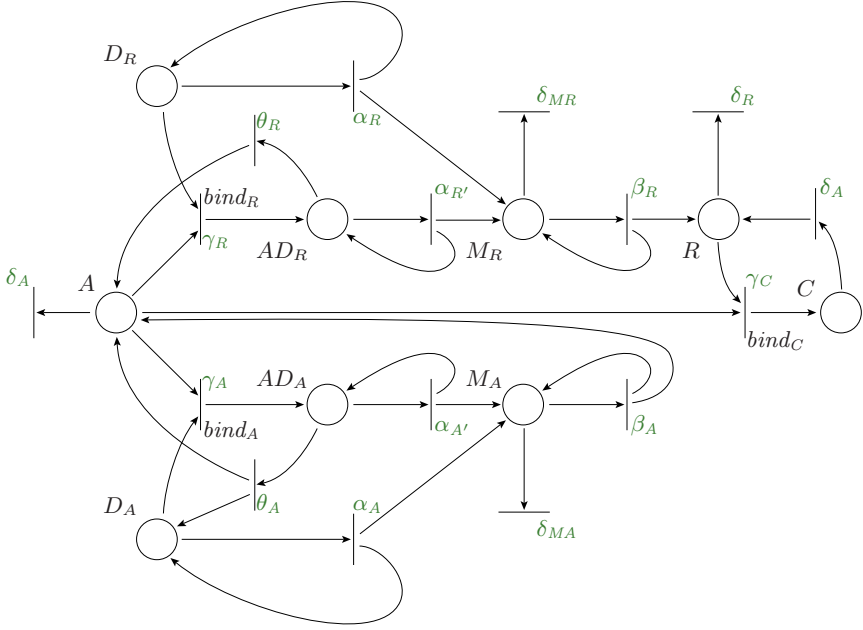 D_R
θ_R
α_R
δ_MR
δ_R
bind_R
γ_R
AD_R
α_R'
M_R
β_R
R
δ_A
δ_A
A
γ_C
C
bind_C
γ_A
AD_A
M_A
bind_A
α_A'
β_A
D_A
θ_A
α_A
δ_MA